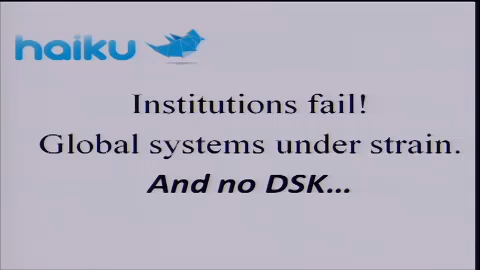 haiku
Institutions fail!
Global systems under strain.
And no DSK...